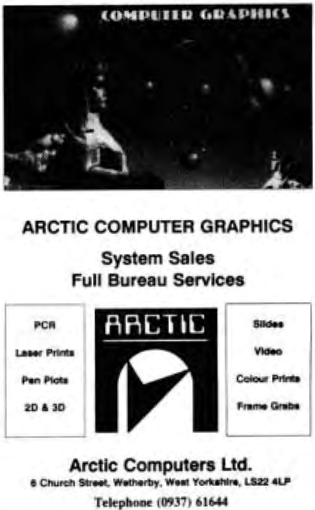 COMPUTER GRAPHICS
ARCTIC COMPUTER GRAPHICS
System Sales
Full Bureau Services
PCR
Laser Prints
Pen Plots
2D & 3D
ARCTIC
Slides
Video
Colour Prints
Frame Grabs
Arctic Computers Ltd.
6 Church Street, Wetherby, West Yorkshire, LS22 4LP
Telephone (0937) 61644